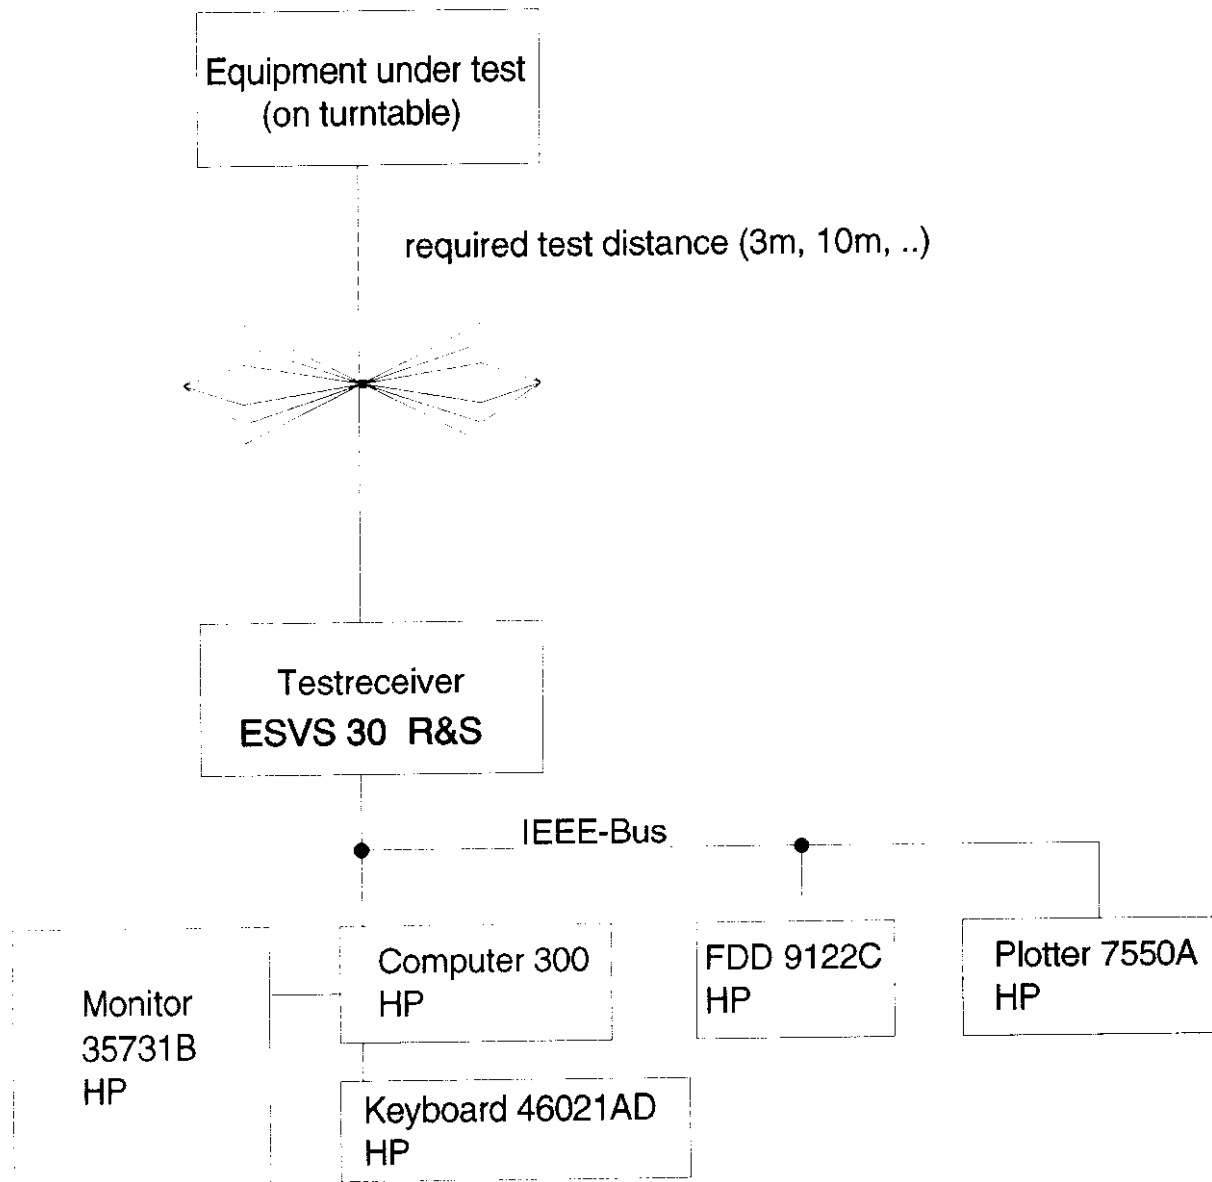 Equipment under test
(on turntable)
required test distance (3m, 10m, ..)
Testreceiver
ESVS 30 R&S
IEEE-Bus
Monitor
35731B
HP
Computer 300
HP
Keyboard 46021AD
HP
FDD 9122C
HP
Plotter 7550A
HP